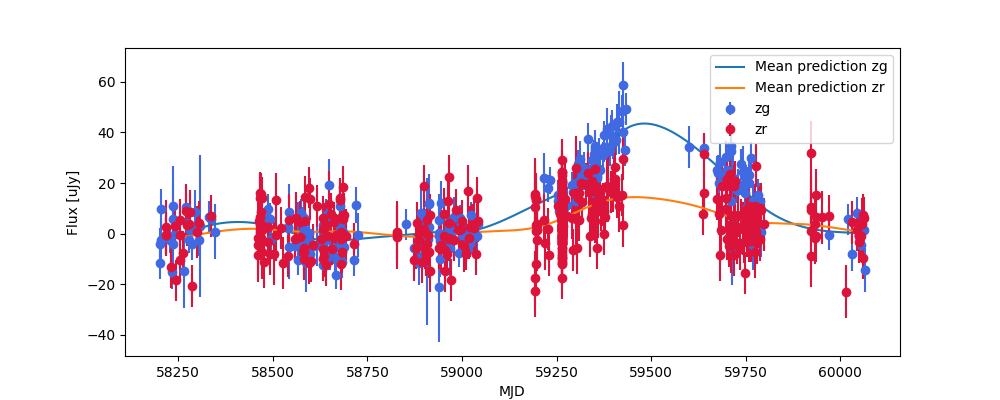 Mean prediction zg
Mean prediction zr
zg
zr
60
40
20
0
−20
−40
Flux [uJy]
58250
58500
58750
59000
59250
59500
59750
60000
MJD